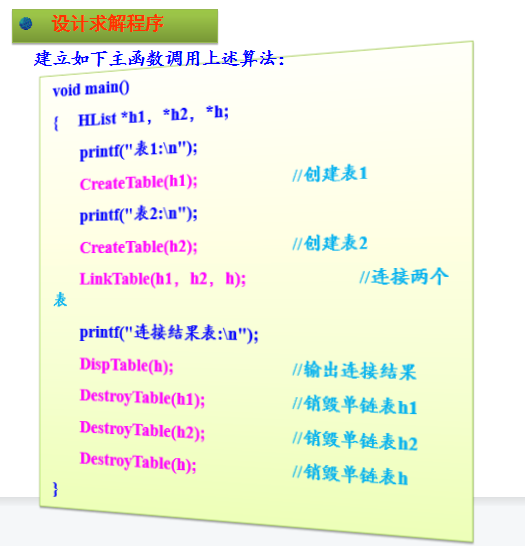 设计求解程序
建立如下主函数调用上述算法：
void main()
{ HList *h1，*h2，*h;
printf("表1:\n");
CreateTable(h1); //创建表1
printf("表2:\n");
CreateTable(h2); //创建表2
LinkTable(h1，h2，h); //连接两个
表
printf("连接结果表:\n");
DispTable(h); //输出连接结果
DestroyTable(h1); //销毁单链表h1
DestroyTable(h2); //销毁单链表h2
DestroyTable(h); //销毁单链表h
}